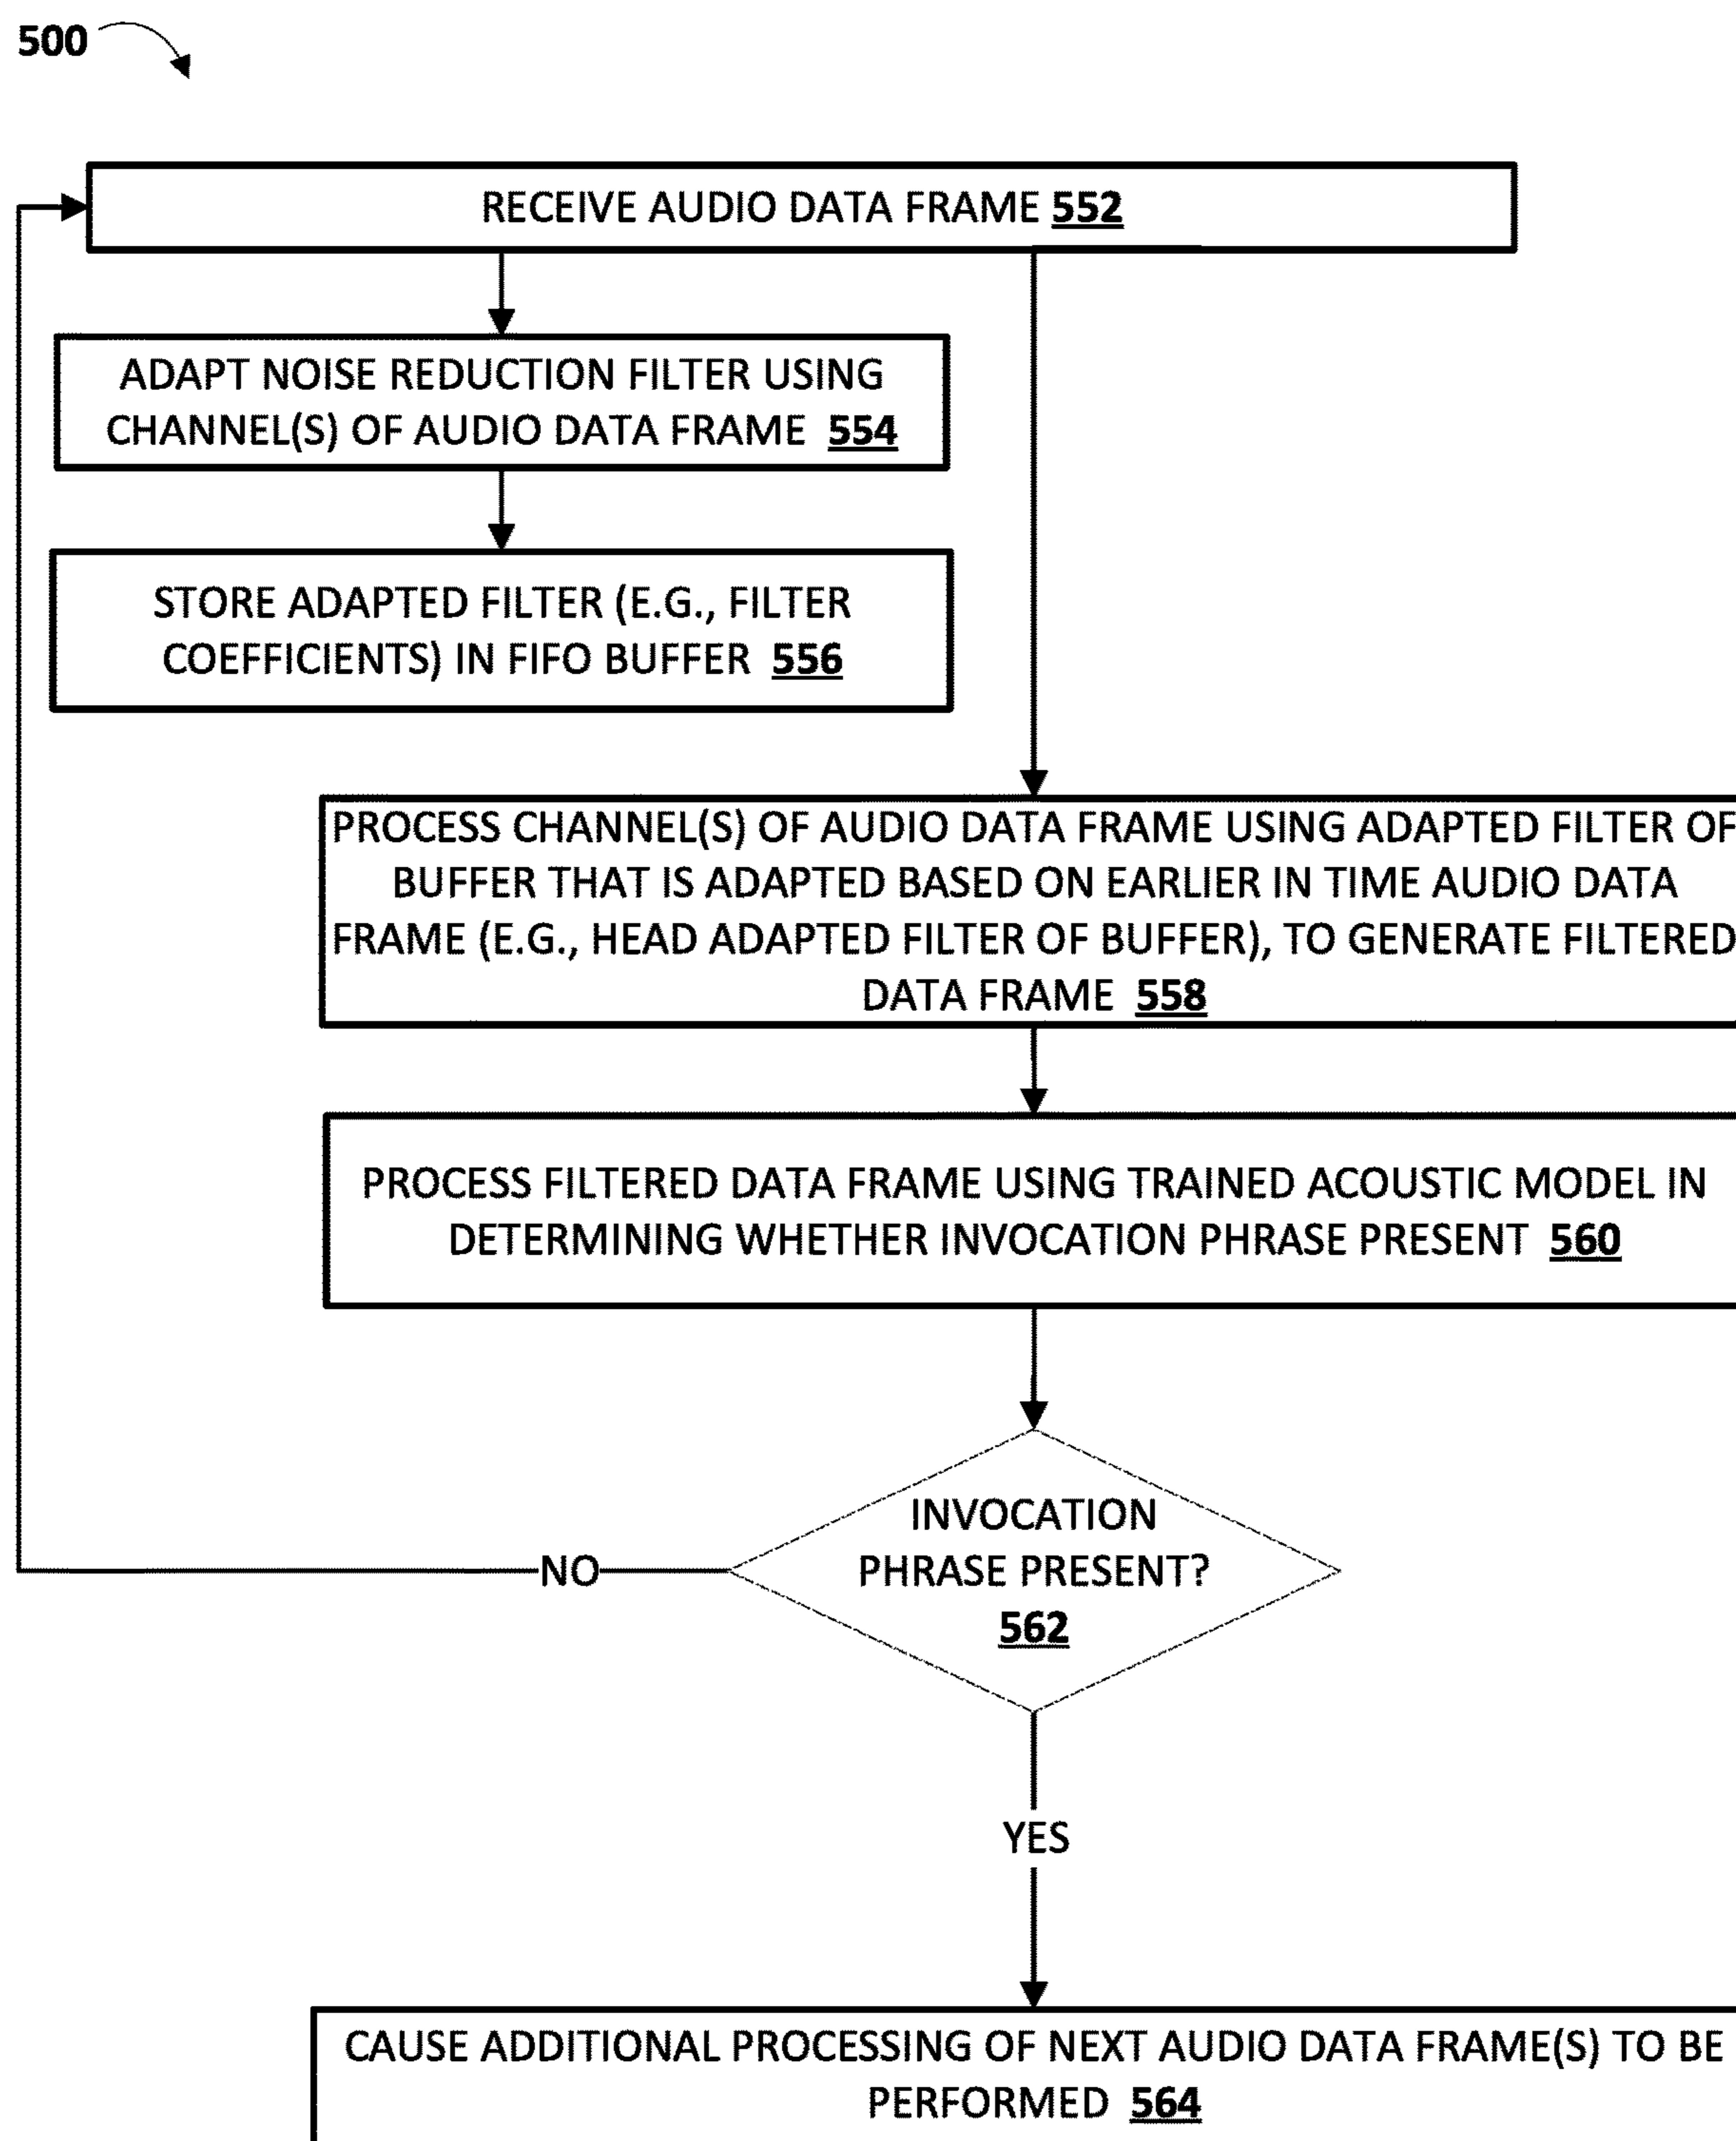 500
RECEIVE AUDIO DATA FRAME 552
ADAPT NOISE REDUCTION FILTER USING
CHANNEL(S) OF AUDIO DATA FRAME 554
STORE ADAPTED FILTER (E.G., FILTER
COEFFICIENTS) IN FIFO BUFFER 556
PROCESS CHANNEL(S) OF AUDIO DATA FRAME USING ADAPTED FILTER OF
BUFFER THAT IS ADAPTED BASED ON EARLIER IN TIME AUDIO DATA
FRAME (E.G., HEAD ADAPTED FILTER OF BUFFER), TO GENERATE FILTERED
DATA FRAME 558
PROCESS FILTERED DATA FRAME USING TRAINED ACOUSTIC MODEL IN
DETERMINING WHETHER INVOCATION PHRASE PRESENT 560
INVOCATION
PHRASE PRESENT?
562
NO
YES
CAUSE ADDITIONAL PROCESSING OF NEXT AUDIO DATA FRAME(S) TO BE
PERFORMED 564